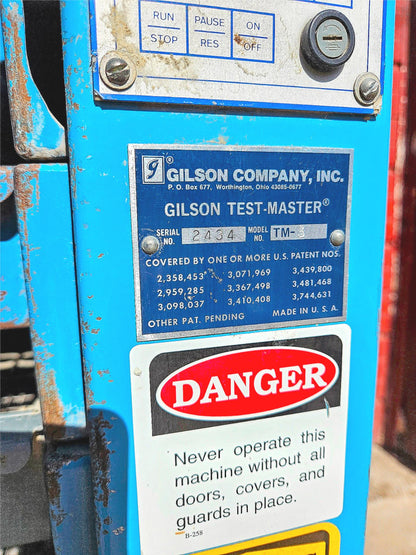 RUN PAUSE ON
STOP RES OFF
GILSON COMPANY, INC.
P. O. Box 677, Worthington, Ohio 43085-0677
GILSON TEST-MASTER®
SERIAL NO. 2434 MODEL NO. TM-
COVERED BY ONE OR MORE U.S. PATENT NOS.
2,358,453 3,071,969 3,439,800
2,959,285 3,367,498 3,481,468
3,098,037 3,410,408 3,744,631
OTHER PAT. PENDING MADE IN U. S. A.
DANGER
Never operate this
machine without all
doors, covers, and
guards in place.
B-258